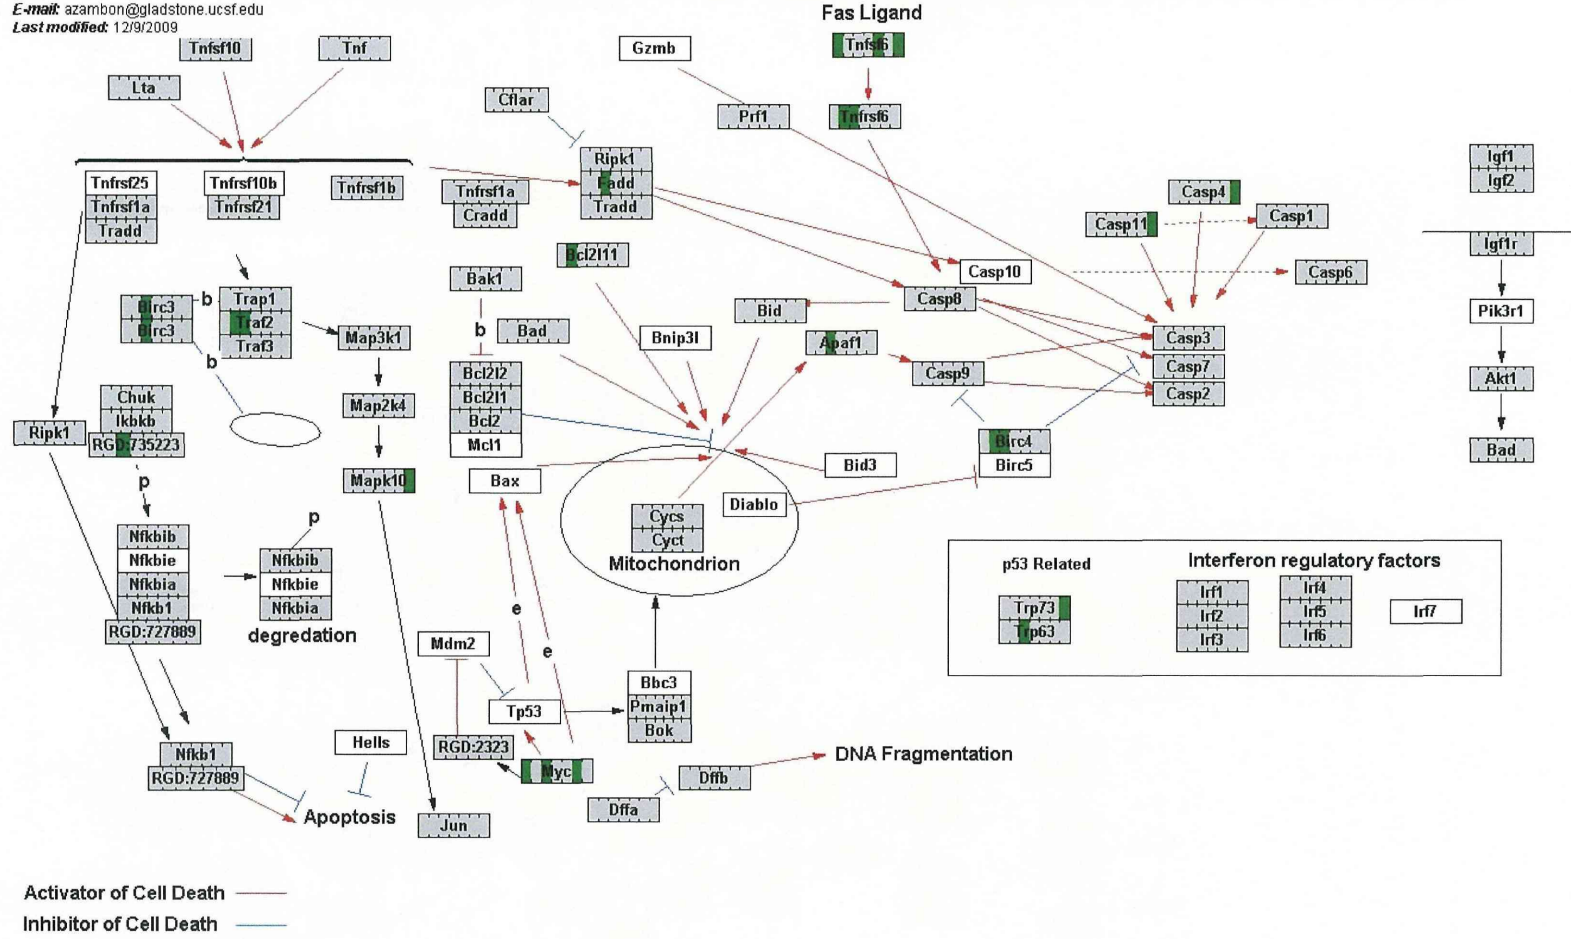 E-mail: azambon@gladstone.ucsf.edu
Last modified: 12/9/2009
Fas Ligand
Tnfsf10
Tnf
Gzmb
Tnfsf6
Lta
Cflar
Prf1
Tnfrsf6
Ripk1
Fadd
Tradd
Tnfrsf25
Tnfrsf1a
Tradd
Tnfrsf10b
Tnfrsf21
Tnfrsf1b
Tnfrsf1a
Cradd
Casp4
Casp11
Casp1
Igf1
Igf2
Igf1r
Bcl2l11
Bak1
Casp10
Casp6
Birc3
Birc3
b
Trap1
Traf2
Traf3
b
Map3k1
b
Bad
Bnip3l
Bid
Casp8
Apaf1
Casp9
Casp3
Casp7
Casp2
Pik3r1
Akt1
Bad
Bcl2l2
Bcl2l1
Bcl2
Mcl1
Map2k4
Chuk
Ikbkb
RGD:735223
Ripk1
Mapk10
p
Bax
Bid3
Birc4
Birc5
Diablo
Cycs
Cyct
Mitochondrion
Nfkbib
Nfkbie
Nfkbia
Nfkb1
RGD:727889
p
Nfkbib
Nfkbie
Nfkbia
degredation
e
e
Mdm2
Tp53
Bbc3
Pmaip1
Bok
p53 Related
Trp73
Trp63
Interferon regulatory factors
Irf1
Irf2
Irf3
Irf4
Irf5
Irf6
Irf7
Nfkb1
RGD:727889
Hells
RGD:2323
Myc
Dffb
DNA Fragmentation
Dffa
Apoptosis
Jun
Activator of Cell Death
Inhibitor of Cell Death